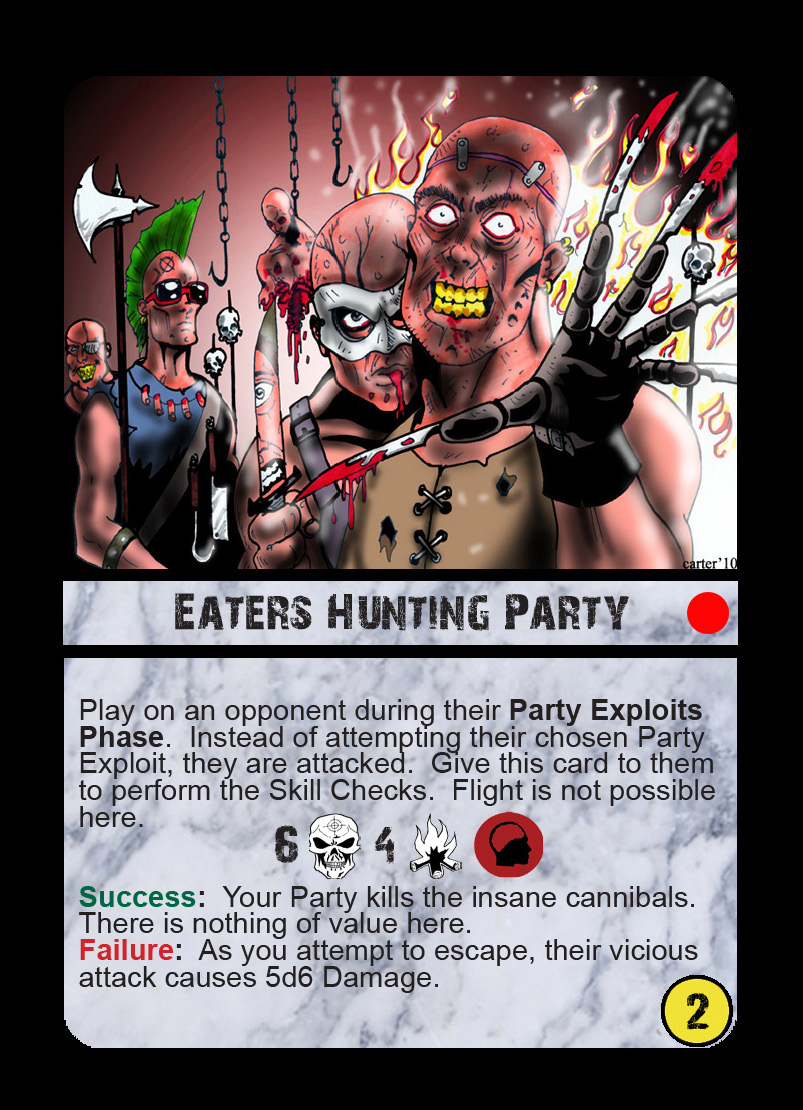 carter'10
Eaters Hunting Party
Play on an opponent during their Party Exploits
Phase.  Instead of attempting their chosen Party
Exploit, they are attacked.  Give this card to them
to perform the Skill Checks.  Flight is not possible
here.
6 4
Success:  Your Party kills the insane cannibals.
There is nothing of value here.
Failure:  As you attempt to escape, their vicious
attack causes 5d6 Damage.
2